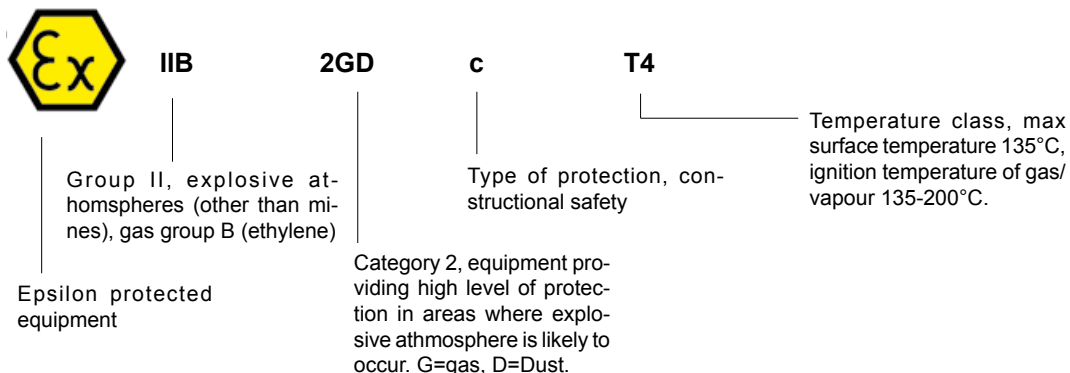 Ex
IIB 2GD c T4
Temperature class, max
surface temperature 135°C,
ignition temperature of gas/
vapour 135-200°C.
Group II, explosive at-
homspheres (other than mi-
nes), gas group B (ethylene)
Type of protection, con-
structional safety
Category 2, equipment pro-
viding high level of protec-
tion in areas where explo-
sive athmosphere is likely to
occur. G=gas, D=Dust.
Epsilon protected
equipment